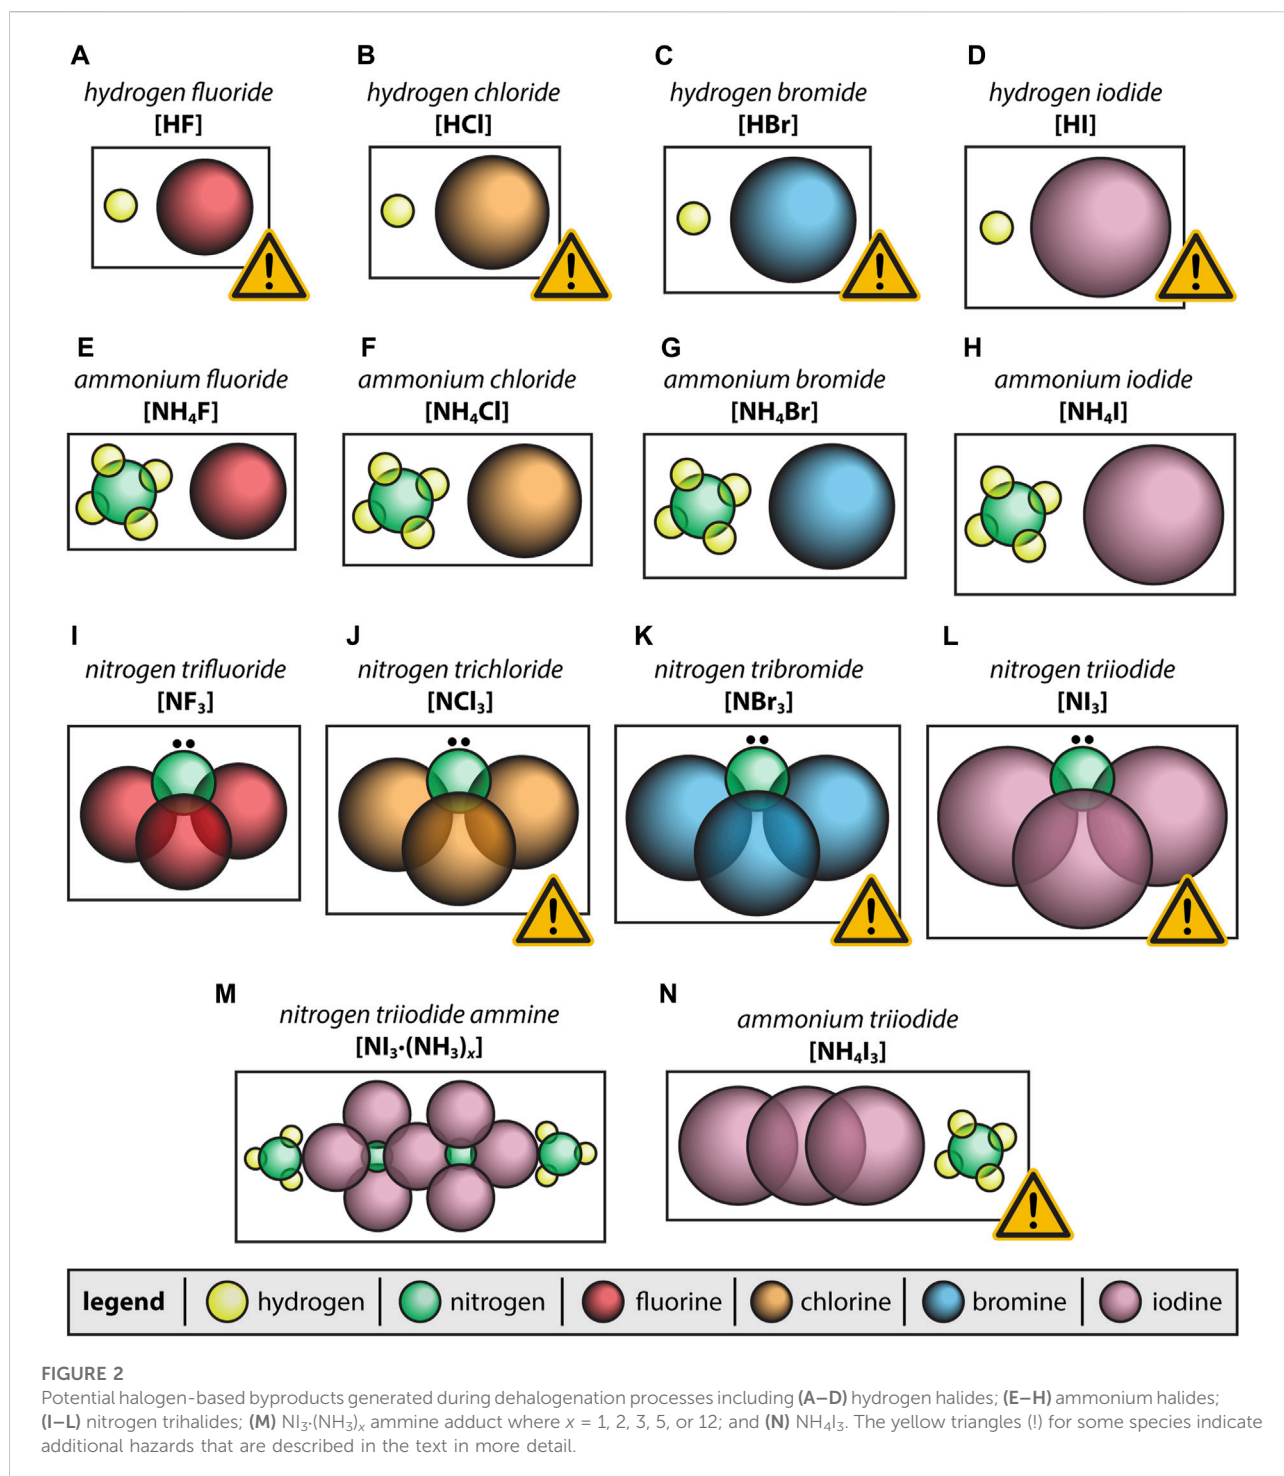 A B C D
hydrogen fluoride hydrogen chloride hydrogen bromide hydrogen iodide
[HF] [HCl] [HBr] [HI]
! ! ! !
E F G H
ammonium fluoride ammonium chloride ammonium bromide ammonium iodide
[NH₄F] [NH₄Cl] [NH₄Br] [NH₄I]
I J K L
nitrogen trifluoride nitrogen trichloride nitrogen tribromide nitrogen triiodide
[NF₃] [NCl₃] [NBr₃] [NI₃]
! ! !
M N
nitrogen triiodide ammine ammonium triiodide
[NI₃·(NH₃)ₓ] [NH₄I₃]
!
legend | hydrogen | nitrogen | fluorine | chlorine | bromine | iodine
FIGURE 2
Potential halogen-based byproducts generated during dehalogenation processes including (A–D) hydrogen halides; (E–H) ammonium halides;
(I–L) nitrogen trihalides; (M) NI₃·(NH₃)ₓ ammine adduct where x = 1, 2, 3, 5, or 12; and (N) NH₄I₃. The yellow triangles (!) for some species indicate
additional hazards that are described in the text in more detail.